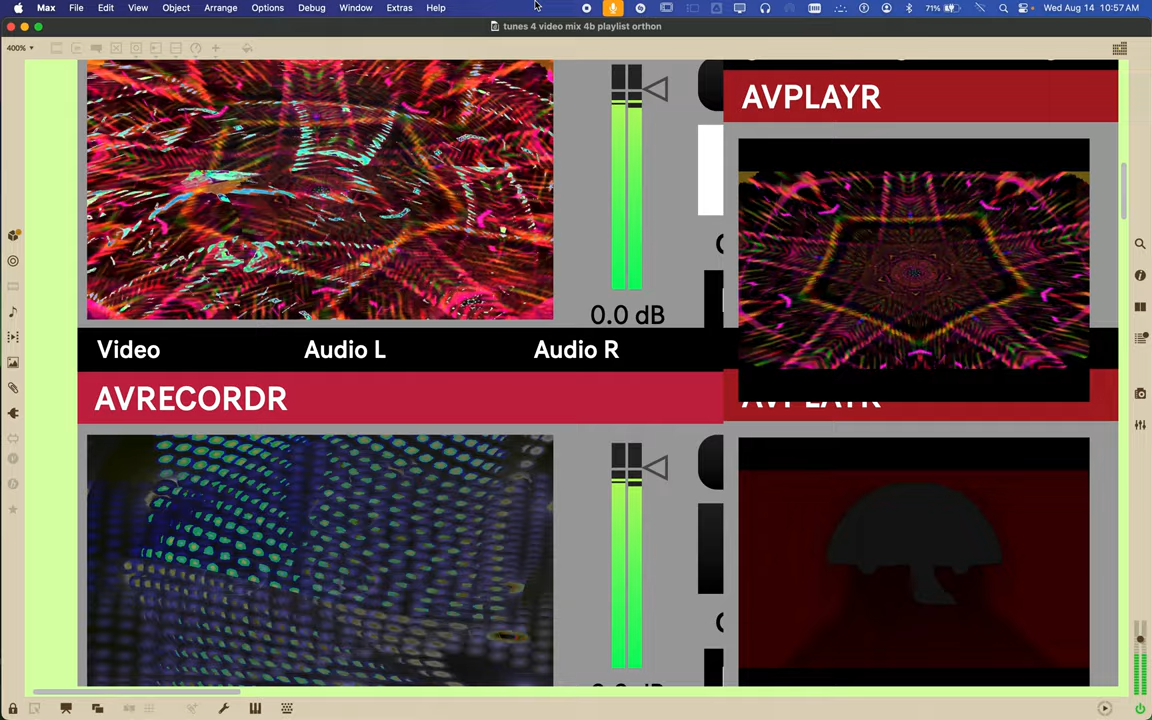 Max File Edit View Object Arrange Options Debug Window Extras Help 71% Wed Aug 14 10:57 AM
tunes 4 video mix 4b playlist orthon
400%
AVPLAYR
0.0 dB
Video Audio L Audio R
AVRECORDR
AVPLAYR